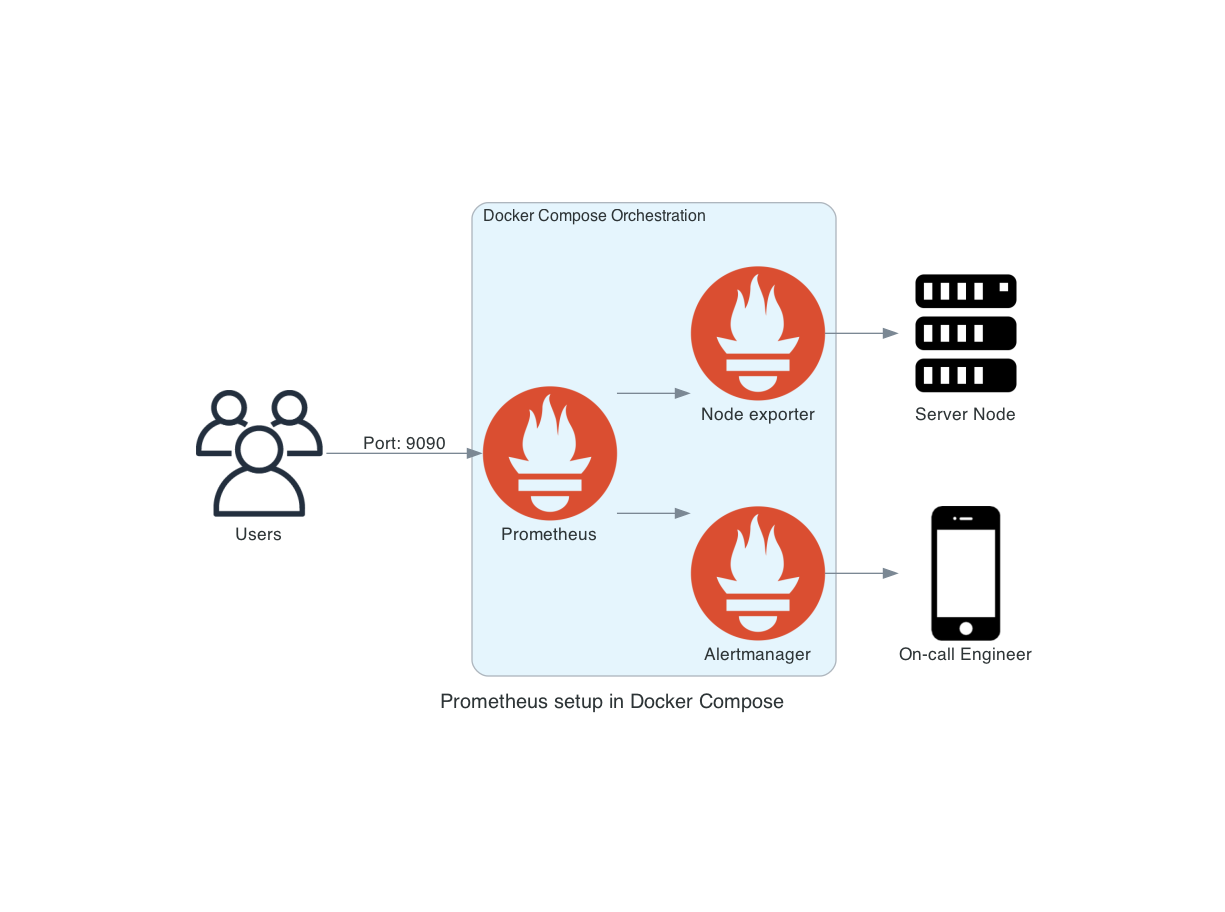 Docker Compose Orchestration
Node exporter
Server Node
Port: 9090
Users
Prometheus
Alertmanager
On-call Engineer
Prometheus setup in Docker Compose